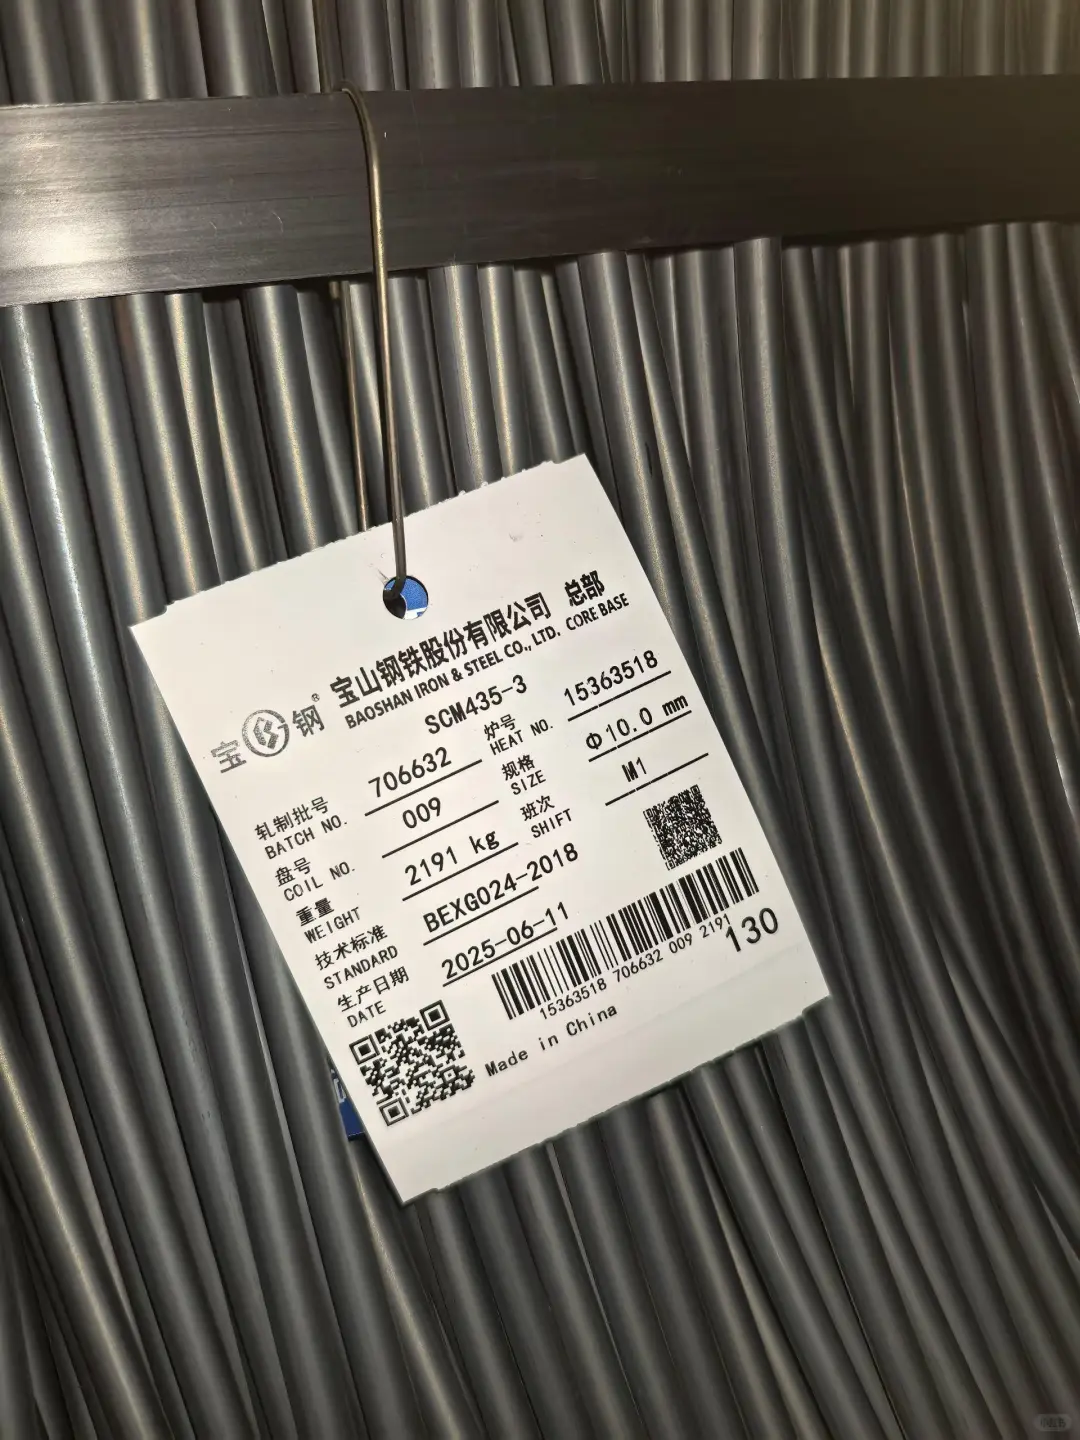 宝钢®
宝山钢铁股份有限公司 总部
BAOSHAN IRON & STEEL CO., LTD. CORE BASE
SCM435-3
轧制批号 706632 炉号 15363518
BATCH NO. HEAT NO.
盘号 009 规格 Φ10.0 mm
COIL NO. SIZE
重量 2191 kg 班次 M1
WEIGHT SHIFT
技术标准 BEXG024-2018
STANDARD
生产日期 2025-06-11
DATE
15363518 706632 009 2191
130
Made in China
小红书